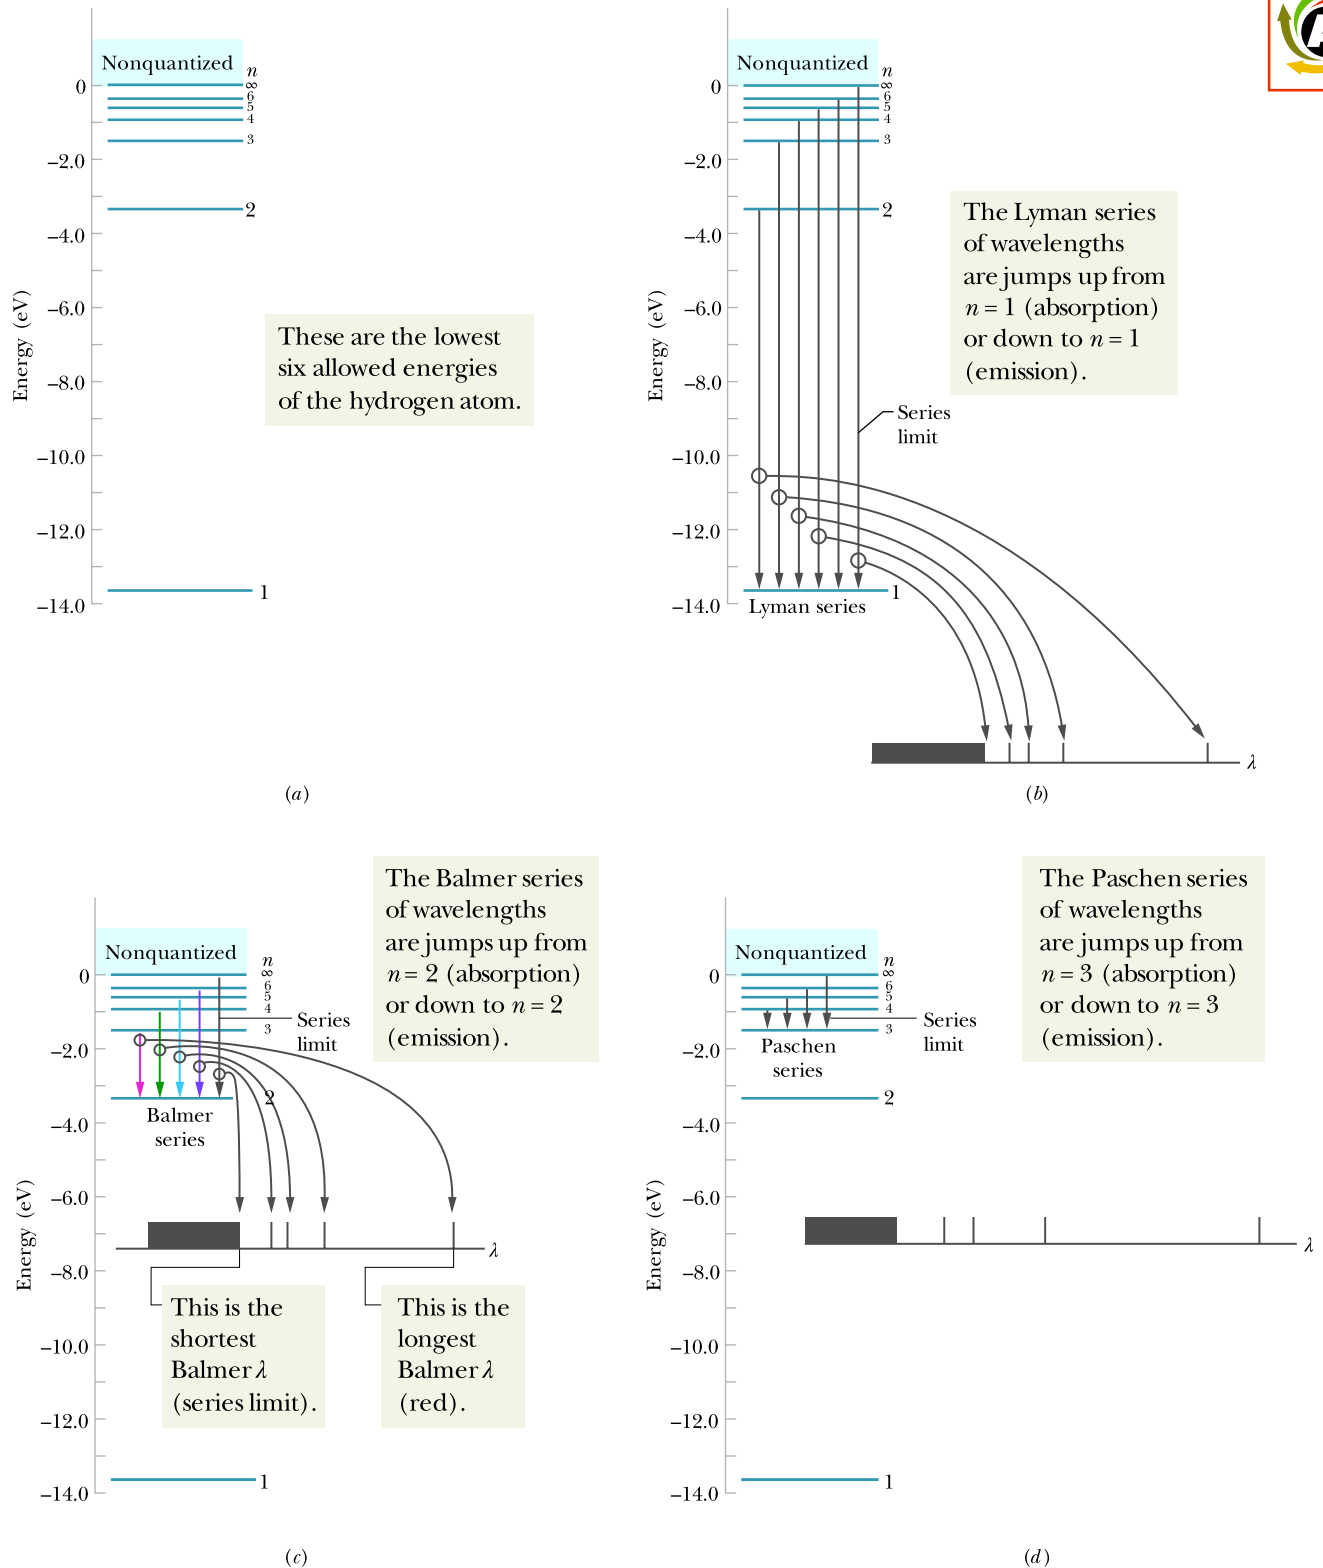 Nonquantized
n
∞
6
5
4
3
2
1
0
–2.0
–4.0
–6.0
–8.0
–10.0
–12.0
–14.0
Energy (eV)
These are the lowest
six allowed energies
of the hydrogen atom.
(a)
Nonquantized
n
∞
6
5
4
3
2
1
0
–2.0
–4.0
–6.0
–8.0
–10.0
–12.0
–14.0
Energy (eV)
The Lyman series
of wavelengths
are jumps up from
n = 1 (absorption)
or down to n = 1
(emission).
Series
limit
Lyman series
λ
(b)
Nonquantized
n
∞
6
5
4
3
2
1
0
–2.0
–4.0
–6.0
–8.0
–10.0
–12.0
–14.0
Energy (eV)
The Balmer series
of wavelengths
are jumps up from
n = 2 (absorption)
or down to n = 2
(emission).
Series
limit
Balmer
series
λ
This is the
shortest
Balmer λ
(series limit).
This is the
longest
Balmer λ
(red).
(c)
Nonquantized
n
∞
6
5
4
3
2
1
0
–2.0
–4.0
–6.0
–8.0
–10.0
–12.0
–14.0
Energy (eV)
The Paschen series
of wavelengths
are jumps up from
n = 3 (absorption)
or down to n = 3
(emission).
Series
limit
Paschen
series
λ
(d)